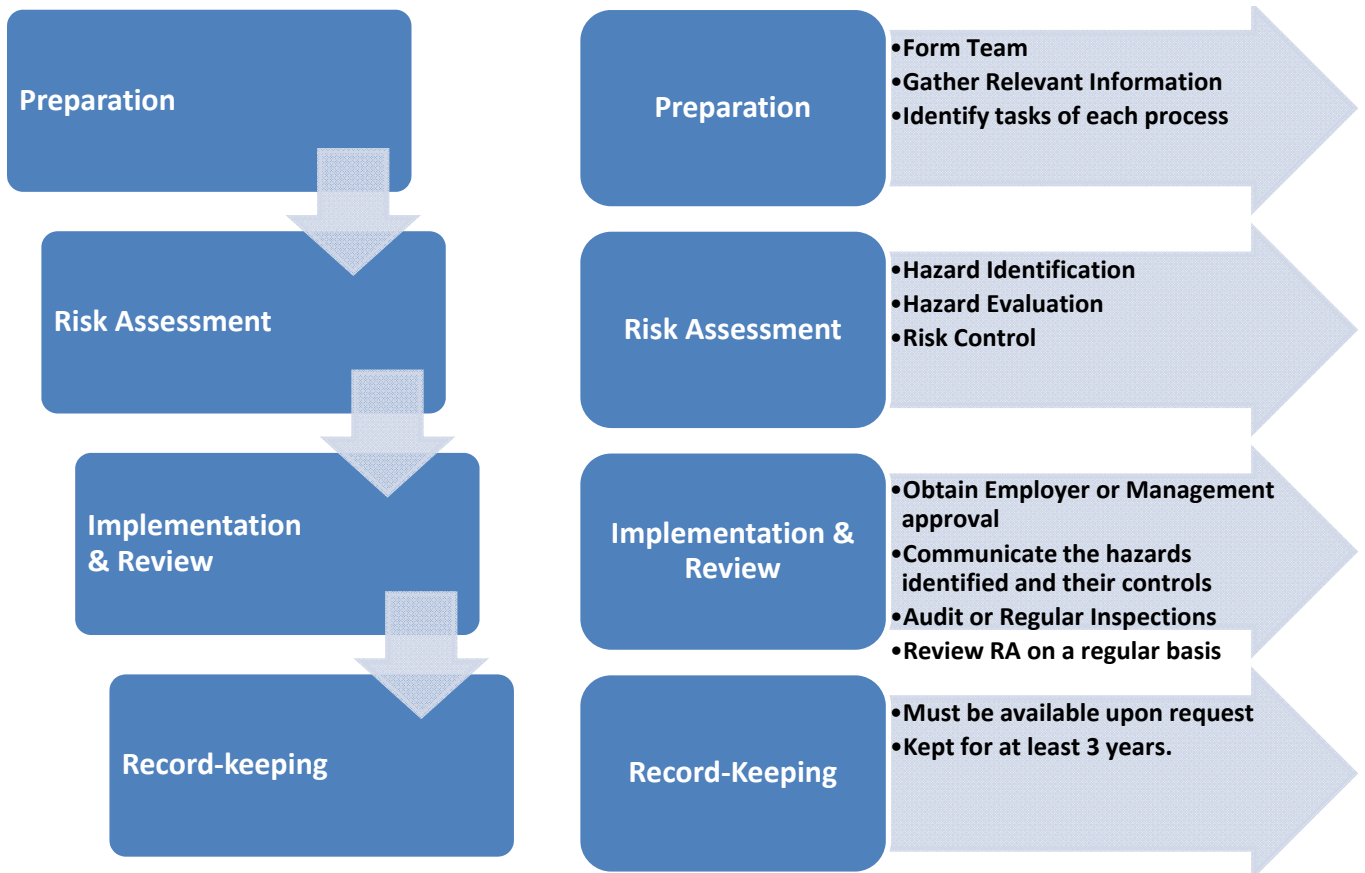 Preparation
Risk Assessment
Implementation
& Review
Record-keeping
Preparation
•Form Team
•Gather Relevant Information
•Identify tasks of each process
Risk Assessment
•Hazard Identification
•Hazard Evaluation
•Risk Control
Implementation &
Review
•Obtain Employer or Management
approval
•Communicate the hazards
identified and their controls
•Audit or Regular Inspections
•Review RA on a regular basis
Record-Keeping
•Must be available upon request
•Kept for at least 3 years.